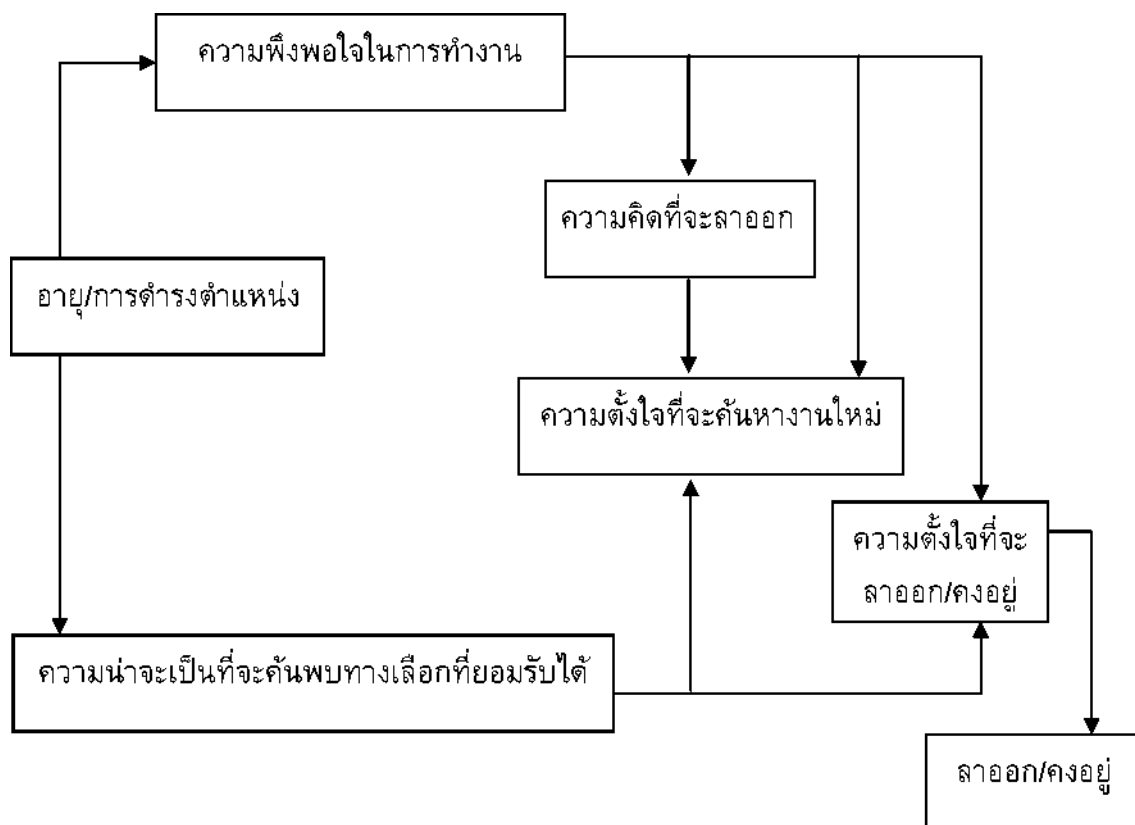 ความพึงพอใจในการทำงาน
ความคิดที่จะลาออก
อายุ/การดำรงตำแหน่ง
ความตั้งใจที่จะค้นหางานใหม่
ความตั้งใจที่จะ
ลาออก/คงอยู่
ความน่าจะเป็นที่จะค้นพบทางเลือกที่ยอมรับได้
ลาออก/คงอยู่